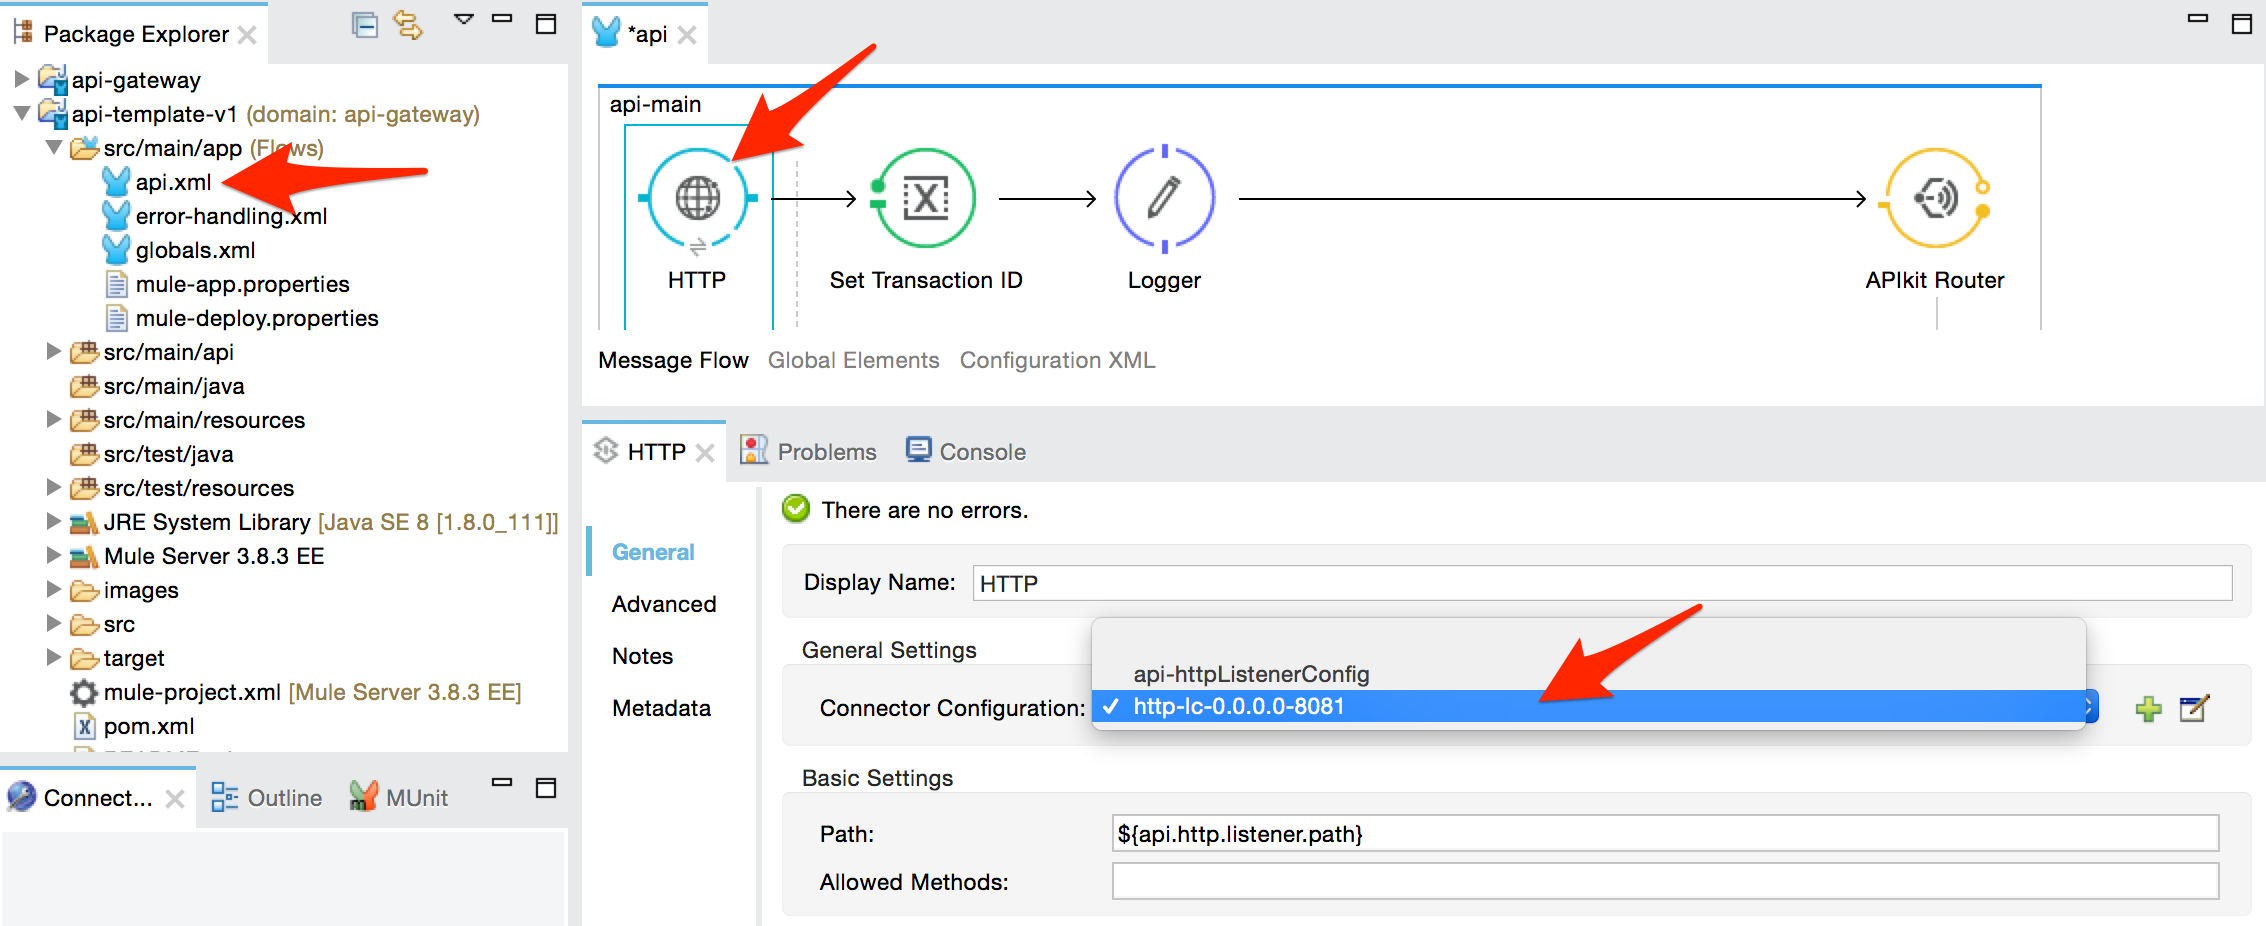 Package Explorer
api-gateway
api-template-v1 (domain: api-gateway)
src/main/app (Flows)
api.xml
error-handling.xml
globals.xml
mule-app.properties
mule-deploy.properties
src/main/api
src/main/java
src/main/resources
src/test/java
src/test/resources
JRE System Library [Java SE 8 [1.8.0_111]]
Mule Server 3.8.3 EE
images
src
target
mule-project.xml [Mule Server 3.8.3 EE]
pom.xml
Connect...
Outline
MUnit
*api
api-main
HTTP
Set Transaction ID
Logger
APIkit Router
Message Flow
Global Elements
Configuration XML
HTTP
Problems
Console
General
Advanced
Notes
Metadata
There are no errors.
Display Name: HTTP
General Settings
api-httpListenerConfig
Connector Configuration: http-lc-0.0.0.0-8081
Basic Settings
Path: ${api.http.listener.path}
Allowed Methods: